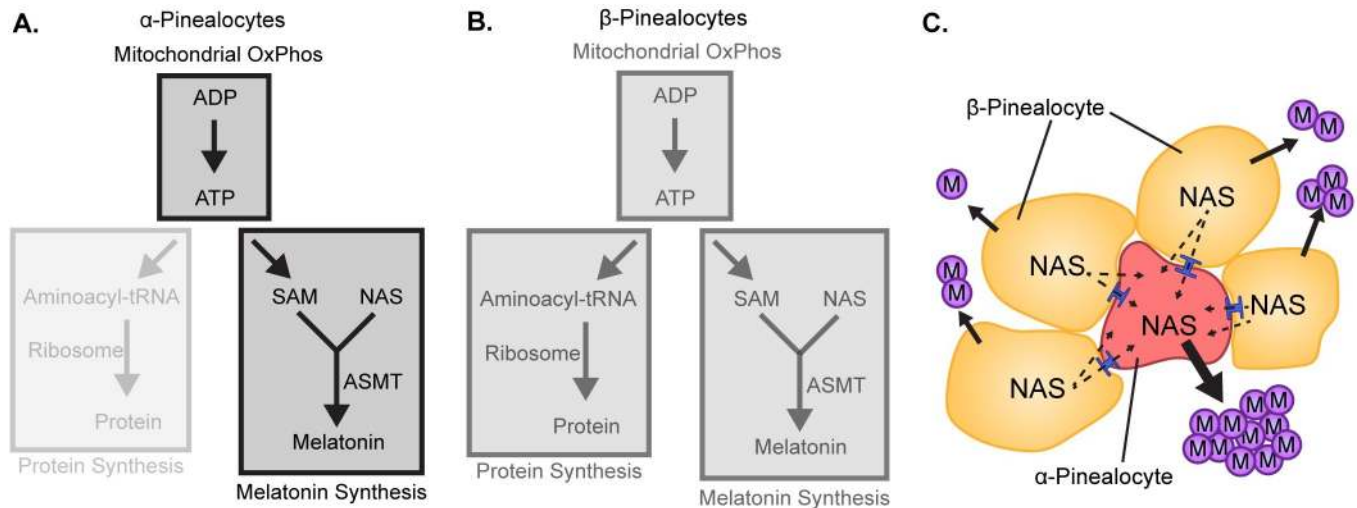 A.
α-Pinealocytes
Mitochondrial OxPhos
ADP
ATP
Aminoacyl-tRNA
Ribosome
Protein
Protein Synthesis
SAM NAS
ASMT
Melatonin
Melatonin Synthesis
B.
β-Pinealocytes
Mitochondrial OxPhos
ADP
ATP
Aminoacyl-tRNA
Ribosome
Protein
Protein Synthesis
SAM NAS
ASMT
Melatonin
Melatonin Synthesis
C.
β-Pinealocyte
M M
M M M
M
M M
NAS
NAS
NAS
NAS
NAS
M M M M M M M M M M M
α-Pinealocyte